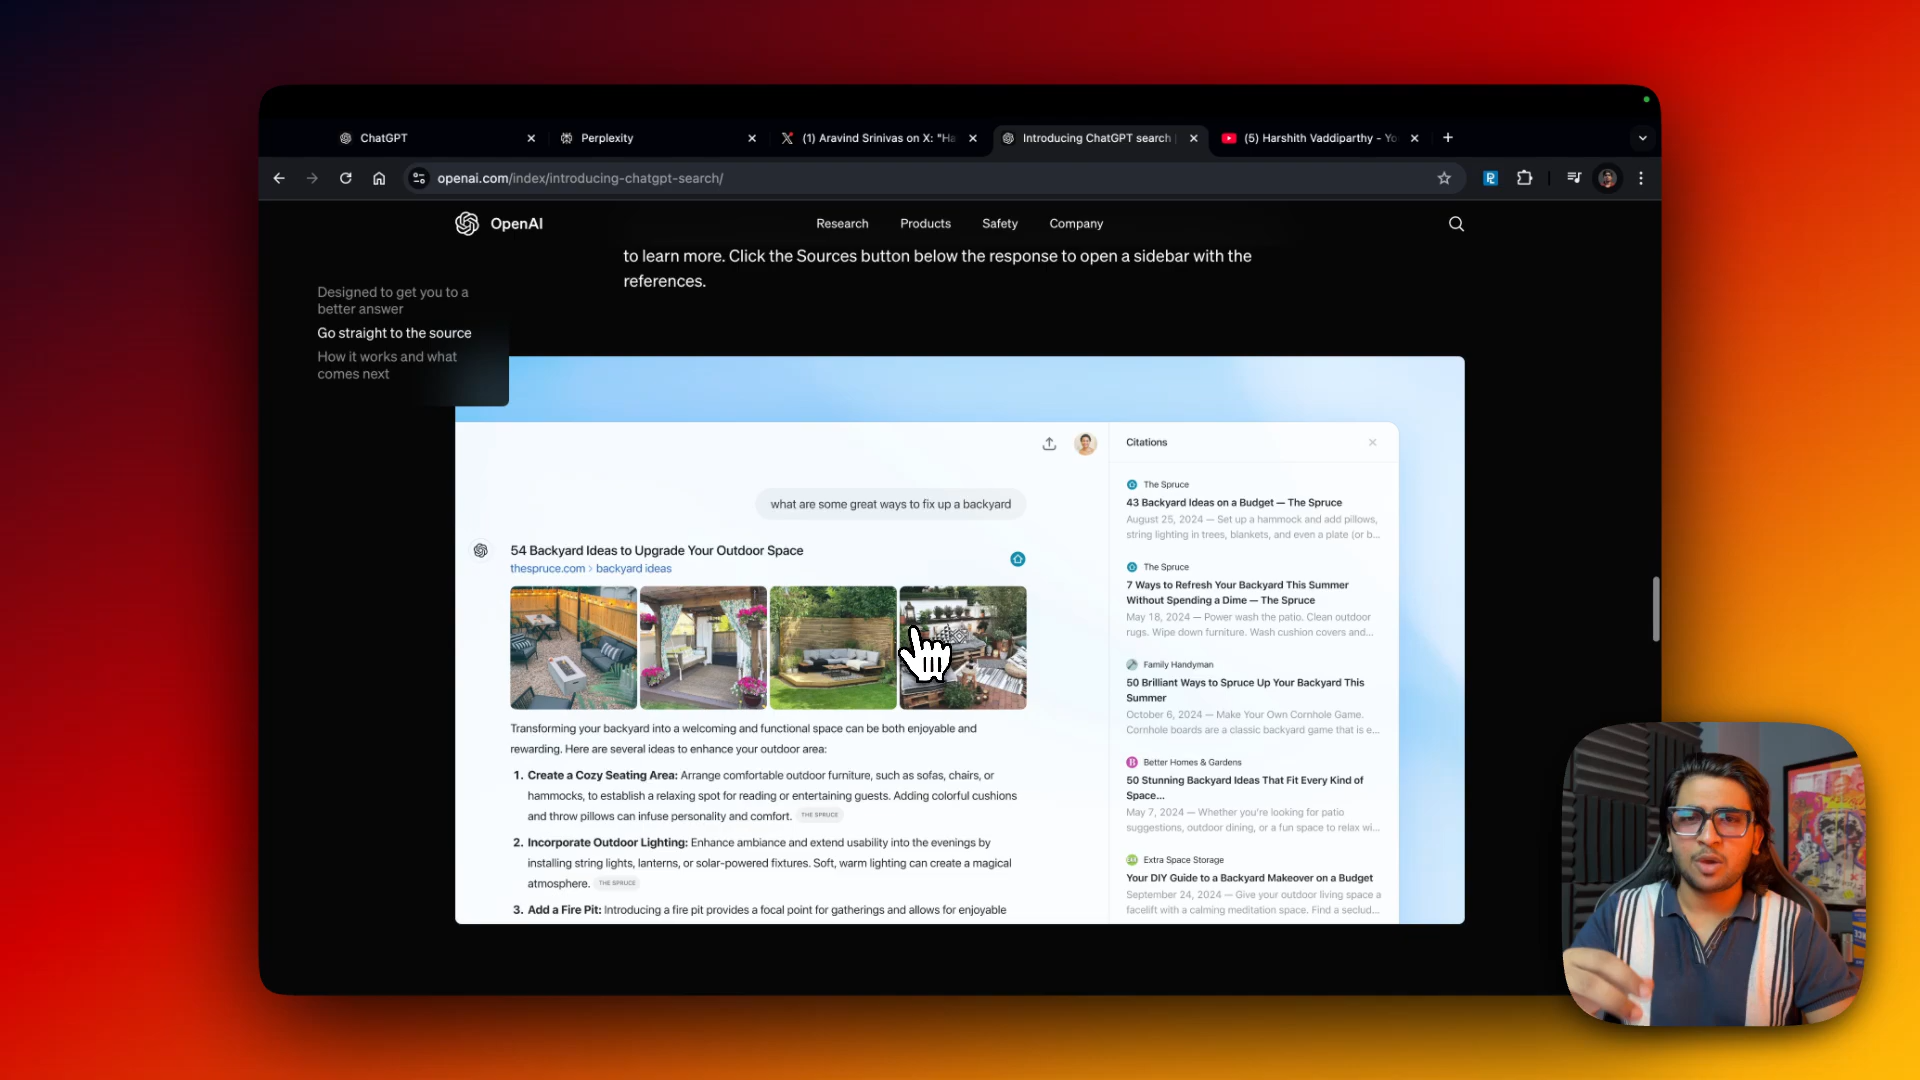 ChatGPT
Perplexity
(1) Aravind Srinivas on X: "Ha
Introducing ChatGPT search
(5) Harshith Vaddiparthy - Yo
openai.com/index/introducing-chatgpt-search/
OpenAI
Research
Products
Safety
Company
to learn more. Click the Sources button below the response to open a sidebar with the
references.
Designed to get you to a
better answer
Go straight to the source
How it works and what
comes next
what are some great ways to fix up a backyard
54 Backyard Ideas to Upgrade Your Outdoor Space
thespruce.com › backyard ideas
Transforming your backyard into a welcoming and functional space can be both enjoyable and
rewarding. Here are several ideas to enhance your outdoor area:
1. Create a Cozy Seating Area: Arrange comfortable outdoor furniture, such as sofas, chairs, or
hammocks, to establish a relaxing spot for reading or entertaining guests. Adding colorful cushions
and throw pillows can infuse personality and comfort. THE SPRUCE
2. Incorporate Outdoor Lighting: Enhance ambiance and extend usability into the evenings by
installing string lights, lanterns, or solar-powered fixtures. Soft, warm lighting can create a magical
atmosphere. THE SPRUCE
3. Add a Fire Pit: Introducing a fire pit provides a focal point for gatherings and allows for enjoyable
Citations
The Spruce
43 Backyard Ideas on a Budget — The Spruce
August 25, 2024 — Set up a hammock and add pillows,
string lighting in trees, blankets, and even a plate (or b...
The Spruce
7 Ways to Refresh Your Backyard This Summer
Without Spending a Dime — The Spruce
May 18, 2024 — Power wash the patio. Clean outdoor
rugs. Wipe down furniture. Wash cushion covers and...
Family Handyman
50 Brilliant Ways to Spruce Up Your Backyard This
Summer
October 6, 2024 — Make Your Own Cornhole Game.
Cornhole boards are a classic backyard game that is e...
Better Homes & Gardens
50 Stunning Backyard Ideas That Fit Every Kind of
Space...
May 7, 2024 — Whether you're looking for patio
suggestions, outdoor dining, or a fun space to relax wi...
Extra Space Storage
Your DIY Guide to a Backyard Makeover on a Budget
September 24, 2024 — Give your outdoor living space a
facelift with a calming meditation space. Find a seclud...